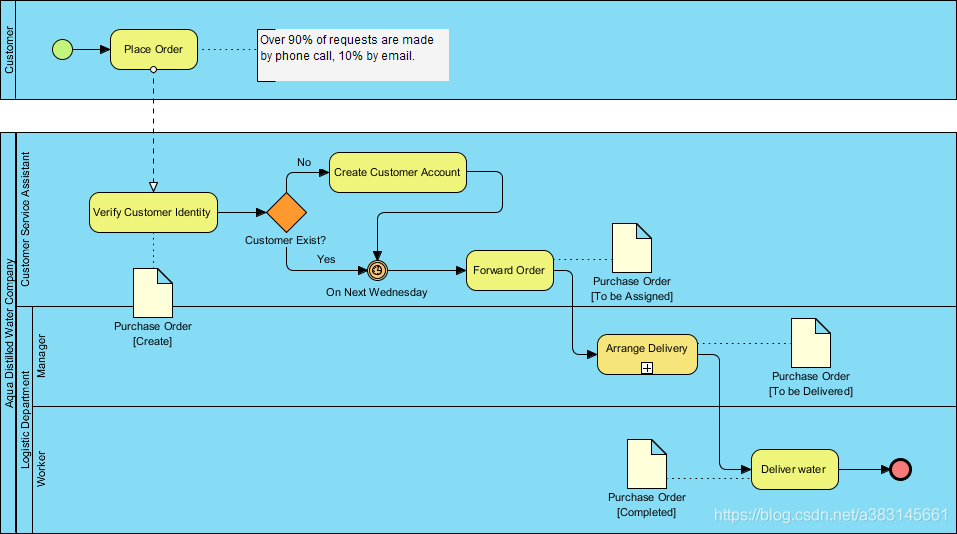 Customer
Place Order
Over 90% of requests are made
by phone call, 10% by email.
Aqua Distilled Water Company
Customer Service Assistant
No
Create Customer Account
Verify Customer Identity
Customer Exist?
Yes
On Next Wednesday
Forward Order
Purchase Order
[To be Assigned]
Purchase Order
[Create]
Logistic Department
Manager
Arrange Delivery
Purchase Order
[To be Delivered]
Worker
Deliver water
Purchase Order
[Completed]
https://blog.csdn.net/a383145661